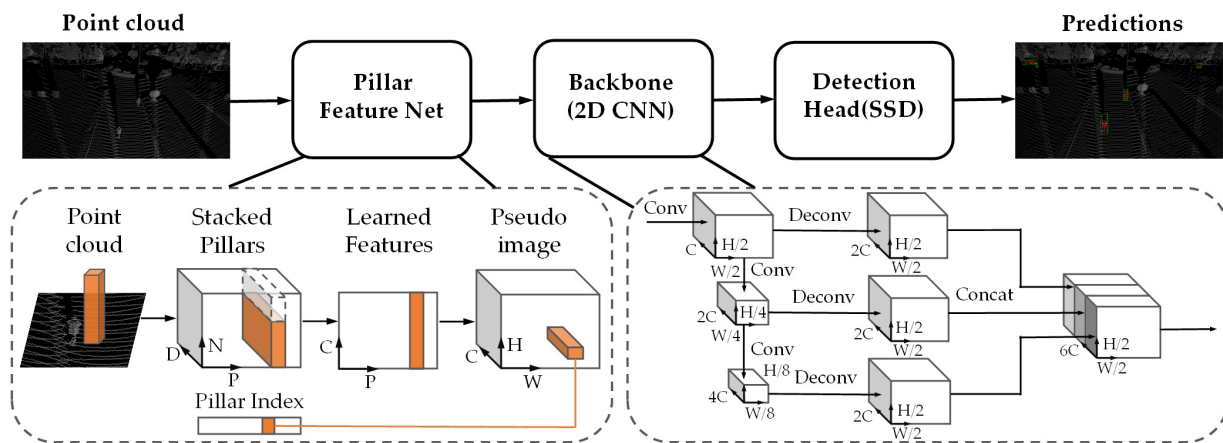 Point cloud
Pillar
Feature Net
Backbone
(2D CNN)
Detection
Head(SSD)
Predictions
Point
cloud
Stacked
Pillars
Learned
Features
Pseudo
image
D
N
P
C
P
C
H
W
Pillar Index
Conv
C
H/2
W/2
Deconv
2C
H/2
W/2
Conv
2C
H/4
W/4
Deconv
2C
H/2
W/2
Concat
Conv
H/8
4C
W/8
Deconv
2C
H/2
W/2
6C
H/2
W/2